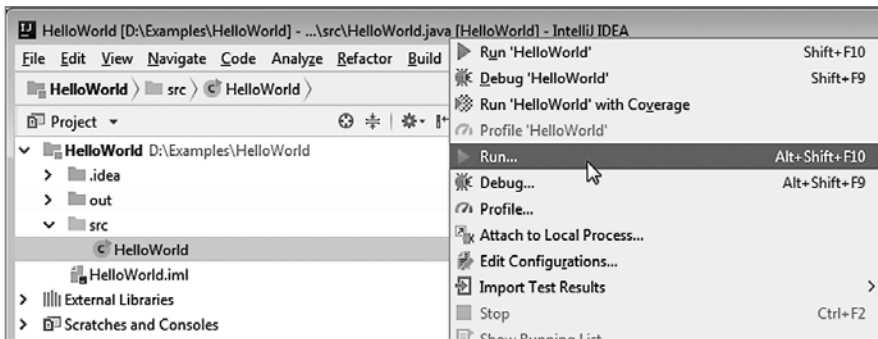 HelloWorld [D:\Examples\HelloWorld] - ...\src\HelloWorld.java [HelloWorld] - IntelliJ IDEA
File Edit View Navigate Code Analyze Refactor Build
HelloWorld src HelloWorld
Project
HelloWorld D:\Examples\HelloWorld
.idea
out
src
HelloWorld
HelloWorld.iml
External Libraries
Scratches and Consoles
Run 'HelloWorld' Shift+F10
Debug 'HelloWorld' Shift+F9
Run 'HelloWorld' with Coverage
Profile 'HelloWorld'
Run... Alt+Shift+F10
Debug... Alt+Shift+F9
Profile...
Attach to Local Process...
Edit Configurations...
Import Test Results
Stop Ctrl+F2
Show Running List